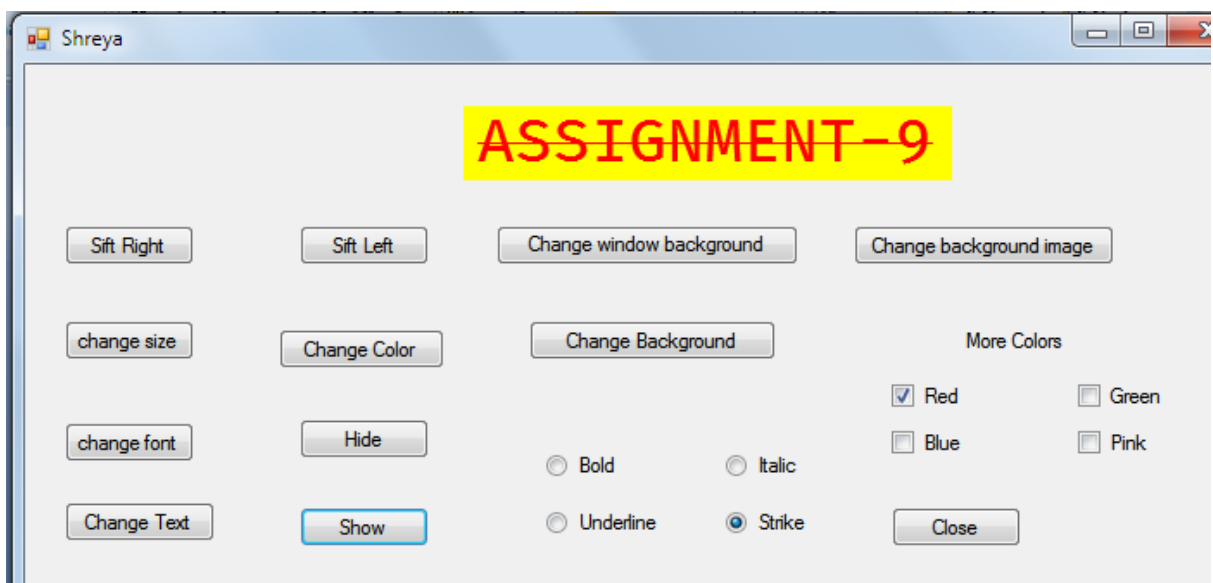 Shreya
ASSIGNMENT-9
Sift Right Sift Left Change window background Change background image
change size Change Color Change Background More Colors
Red Green
change font Hide Blue Pink
Bold Italic
Change Text Show Underline Strike Close